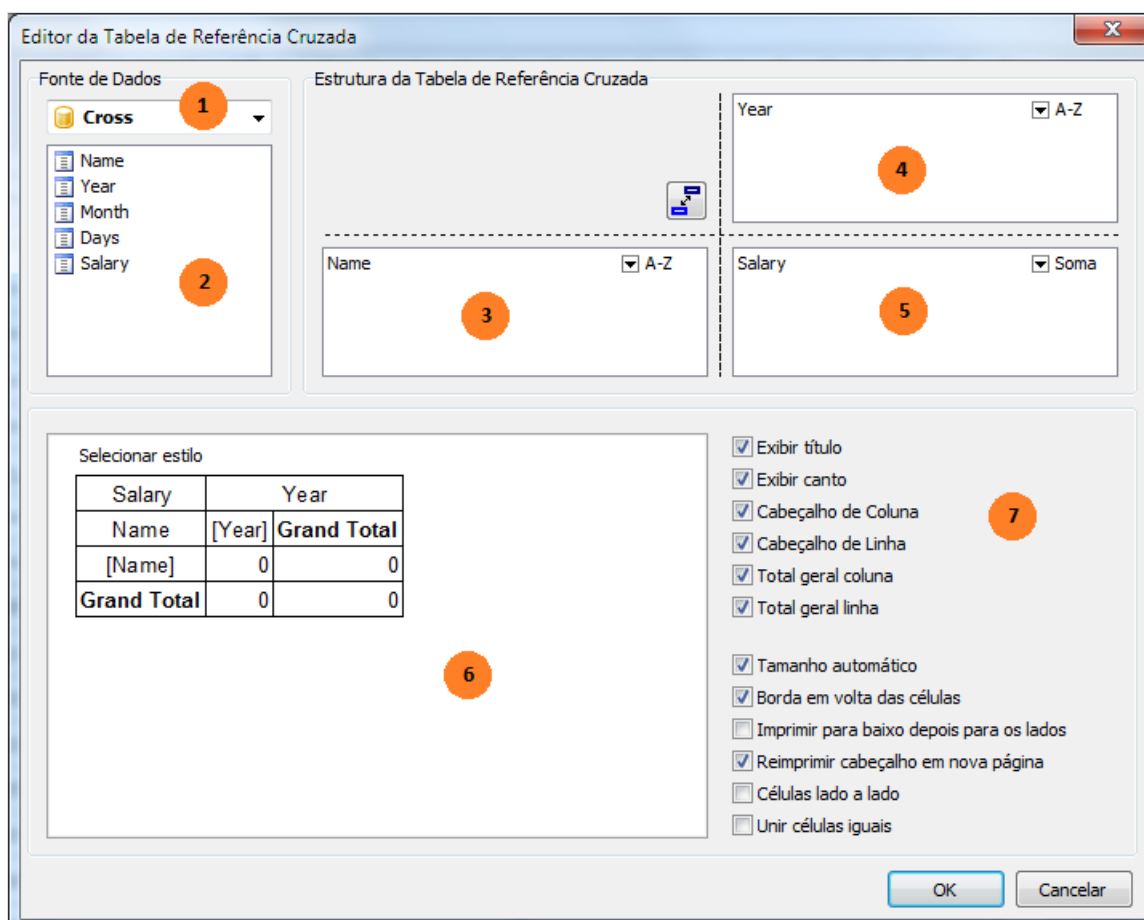 Editor da Tabela de Referência Cruzada
Fonte de Dados
Estrutura da Tabela de Referência Cruzada
1
Cross
Name
Year
Month
Days
Salary
2
Year A-Z
4
Name A-Z
3
Salary Soma
5
Selecionar estilo
Salary Year
Name [Year] Grand Total
[Name] 0 0
Grand Total 0 0
6
Exibir título
Exibir canto
Cabeçalho de Coluna
7
Cabeçalho de Linha
Total geral coluna
Total geral linha
Tamanho automático
Borda em volta das células
Imprimir para baixo depois para os lados
Reimprimir cabeçalho em nova página
Células lado a lado
Unir células iguais
OK Cancelar